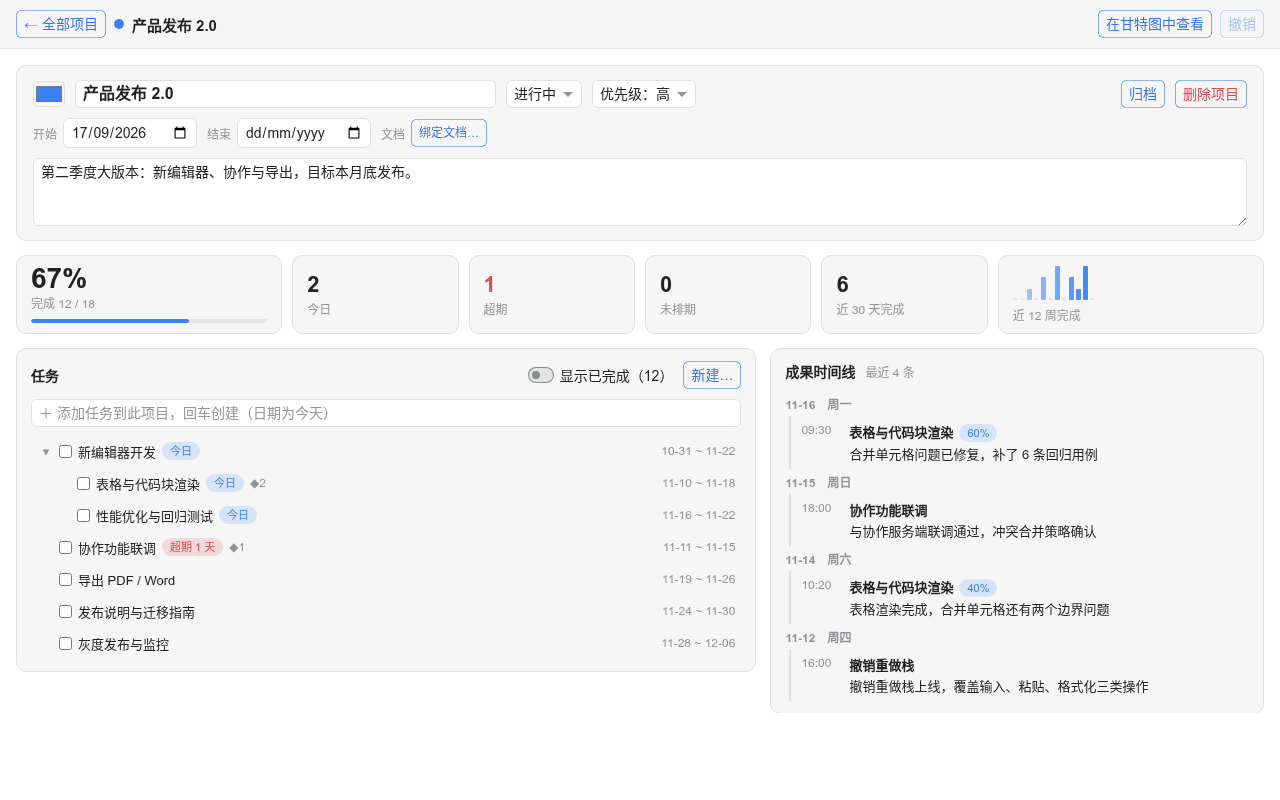 ← 全部项目
产品发布 2.0
在甘特图中查看
撤销
产品发布 2.0
进行中
优先级：高
归档
删除项目
开始
17/09/2026
结束
dd/mm/yyyy
文档
绑定文档…
第二季度大版本：新编辑器、协作与导出，目标本月底发布。
67%
完成 12 / 18
2
今日
1
超期
0
未排期
6
近 30 天完成
近 12 周完成
任务
显示已完成（12）
新建…
＋ 添加任务到此项目，回车创建（日期为今天）
▾ 新编辑器开发 今日 10-31 ~ 11-22
表格与代码块渲染 今日 ◆2 11-10 ~ 11-18
性能优化与回归测试 今日 11-16 ~ 11-22
协作功能联调 超期 1 天 ◆1 11-11 ~ 11-15
导出 PDF / Word 11-19 ~ 11-26
发布说明与迁移指南 11-24 ~ 11-30
灰度发布与监控 11-28 ~ 12-06
成果时间线 最近 4 条
11-16 周一
09:30 表格与代码块渲染 60%
合并单元格问题已修复，补了 6 条回归用例
11-15 周日
18:00 协作功能联调
与协作服务端联调通过，冲突合并策略确认
11-14 周六
10:20 表格与代码块渲染 40%
表格渲染完成，合并单元格还有两个边界问题
11-12 周四
16:00 撤销重做栈
撤销重做栈上线，覆盖输入、粘贴、格式化三类操作